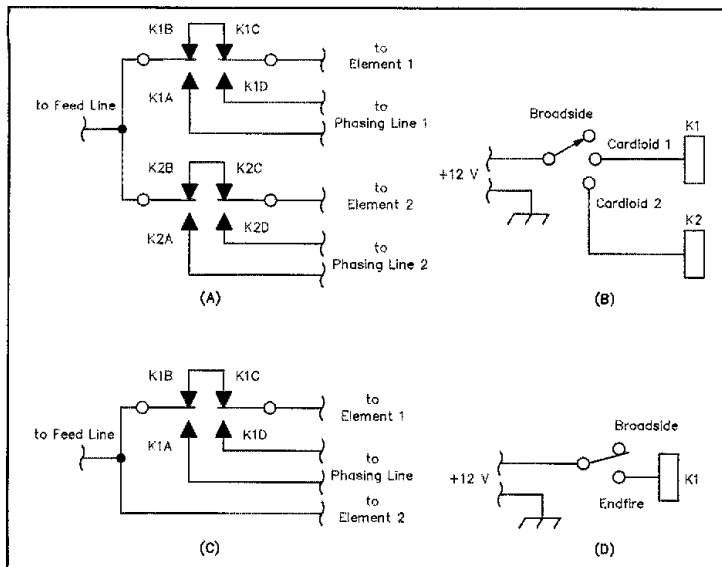 K1B K1C
to
Element 1
K1A K1D
to Feed Line
to
Phasing Line 1
K2B K2C
to
Element 2
K2A K2D
to
Phasing Line 2
(A)
Broadside
K1
Cardioid 1
+12 V
Cardioid 2
K2
(B)
K1B K1C
to
Element 1
to Feed Line
K1A K1D
to
Phasing Line
to
Element 2
(C)
Broadside
+12 V
K1
Endfire
(D)